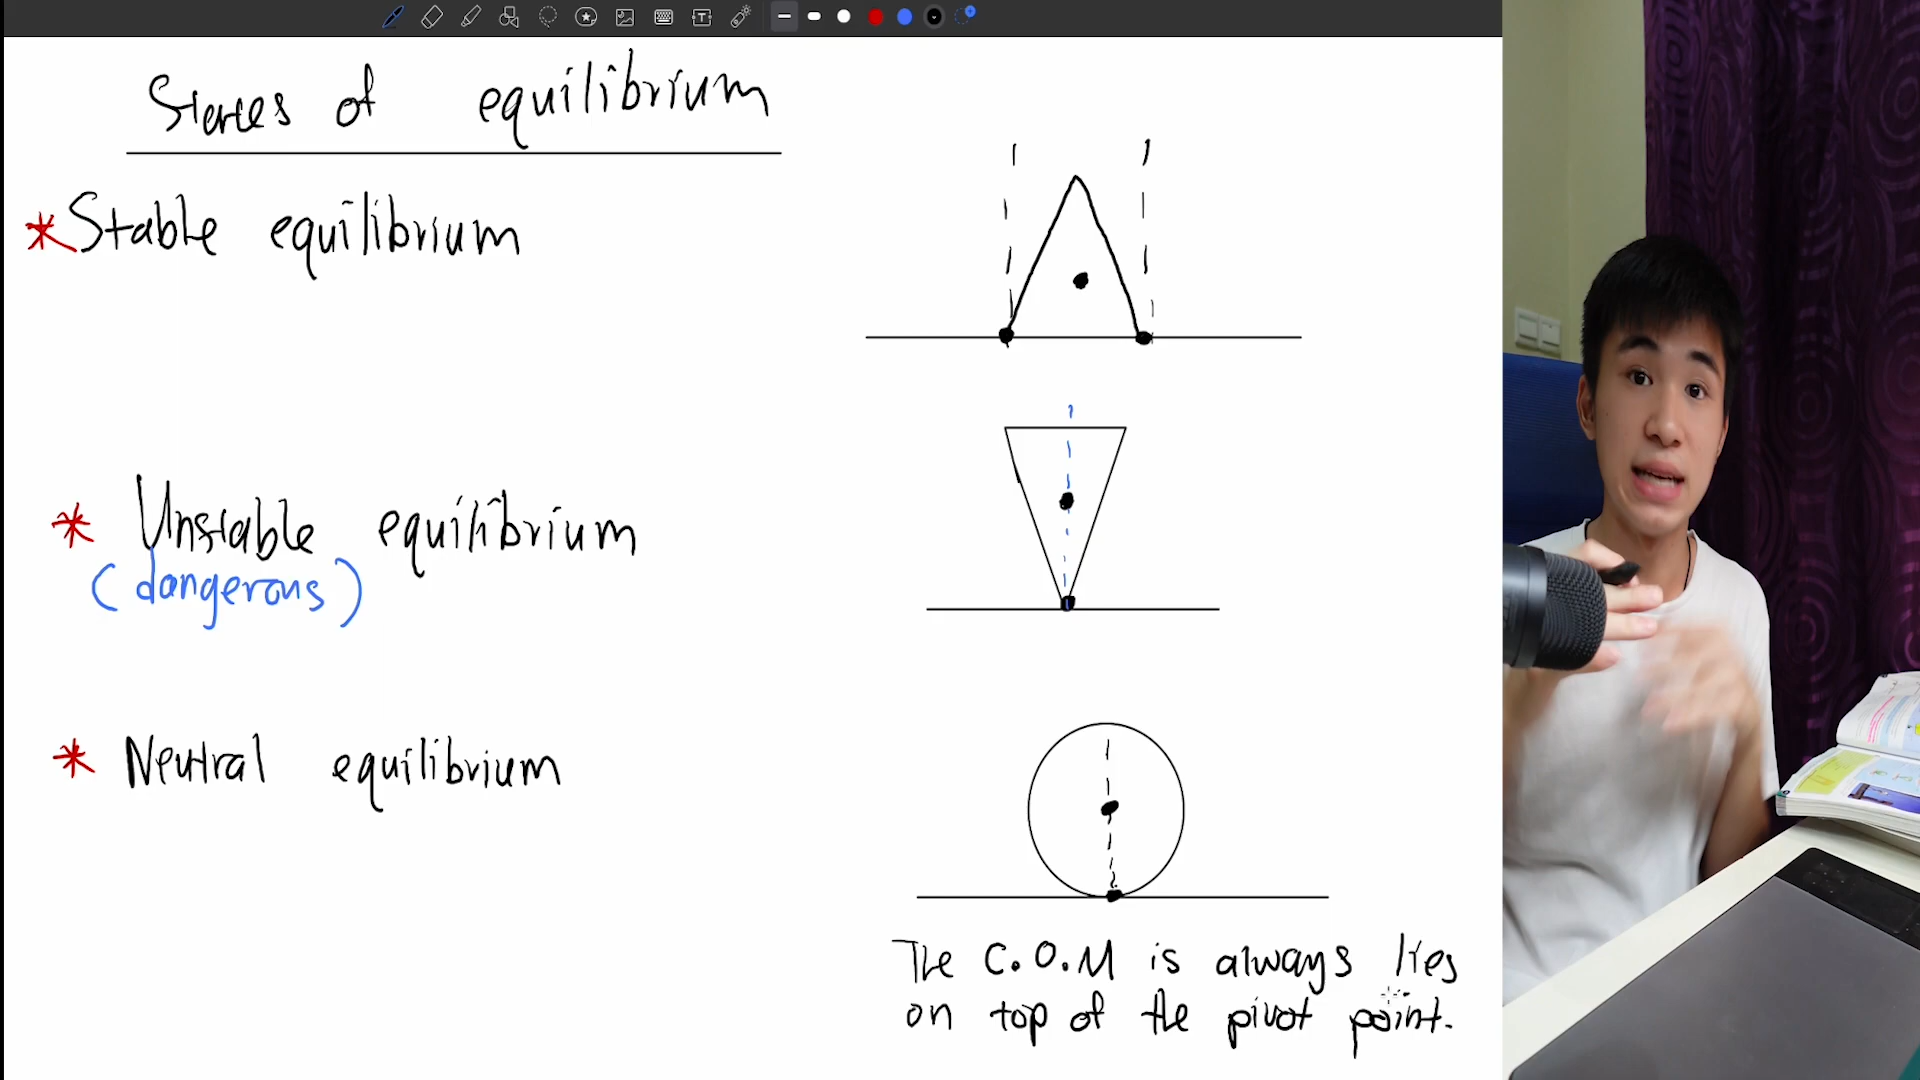 States of equilibrium
* Stable equilibrium
* Unstable equilibrium
(dangerous)
* Neutral equilibrium
The C.O.M is always lies
on top of the pivot point.